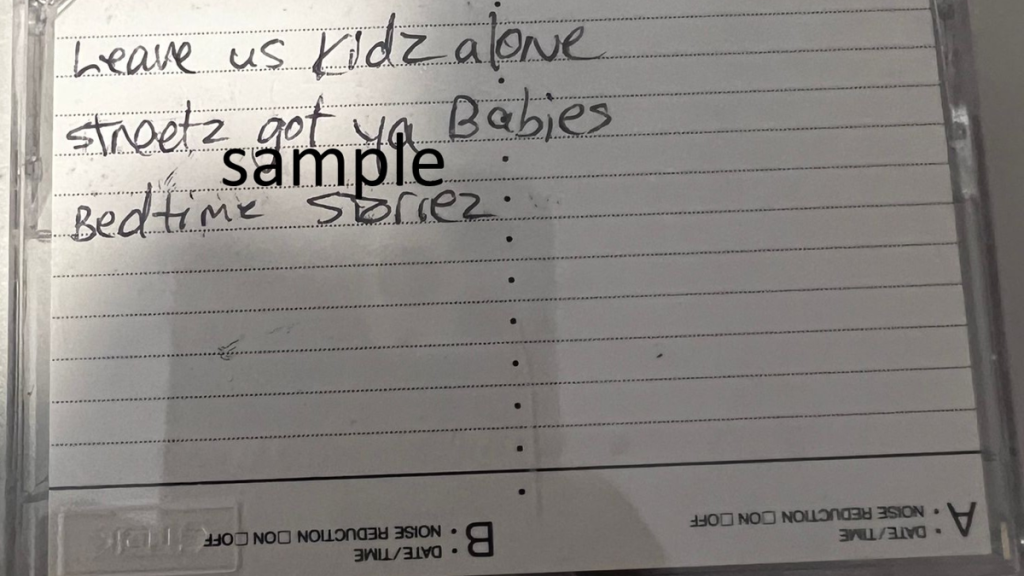 Leave us kidz alone
streetz got ya Babies
sample
Bedtime Storiez
A • NOISE REDUCTION □ ON □ OFF
• DATE/TIME
B • NOISE REDUCTION □ ON □ OFF
• DATE/TIME
TDK